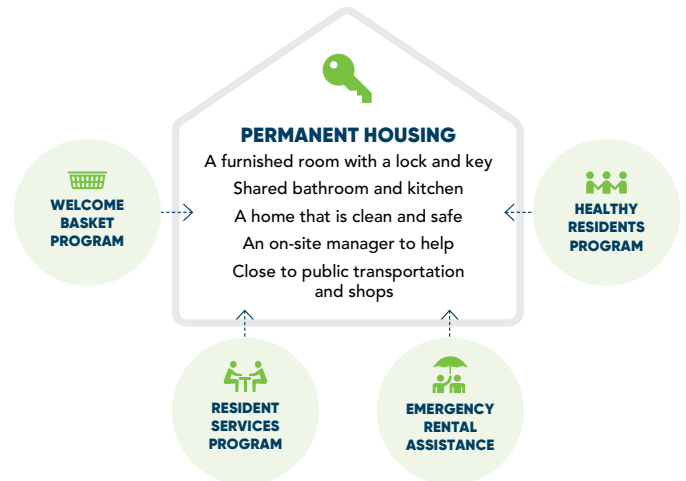 PERMANENT HOUSING
A furnished room with a lock and key
Shared bathroom and kitchen
A home that is clean and safe
An on-site manager to help
Close to public transportation
and shops
WELCOME
BASKET
PROGRAM
HEALTHY
RESIDENTS
PROGRAM
RESIDENT
SERVICES
PROGRAM
EMERGENCY
RENTAL
ASSISTANCE